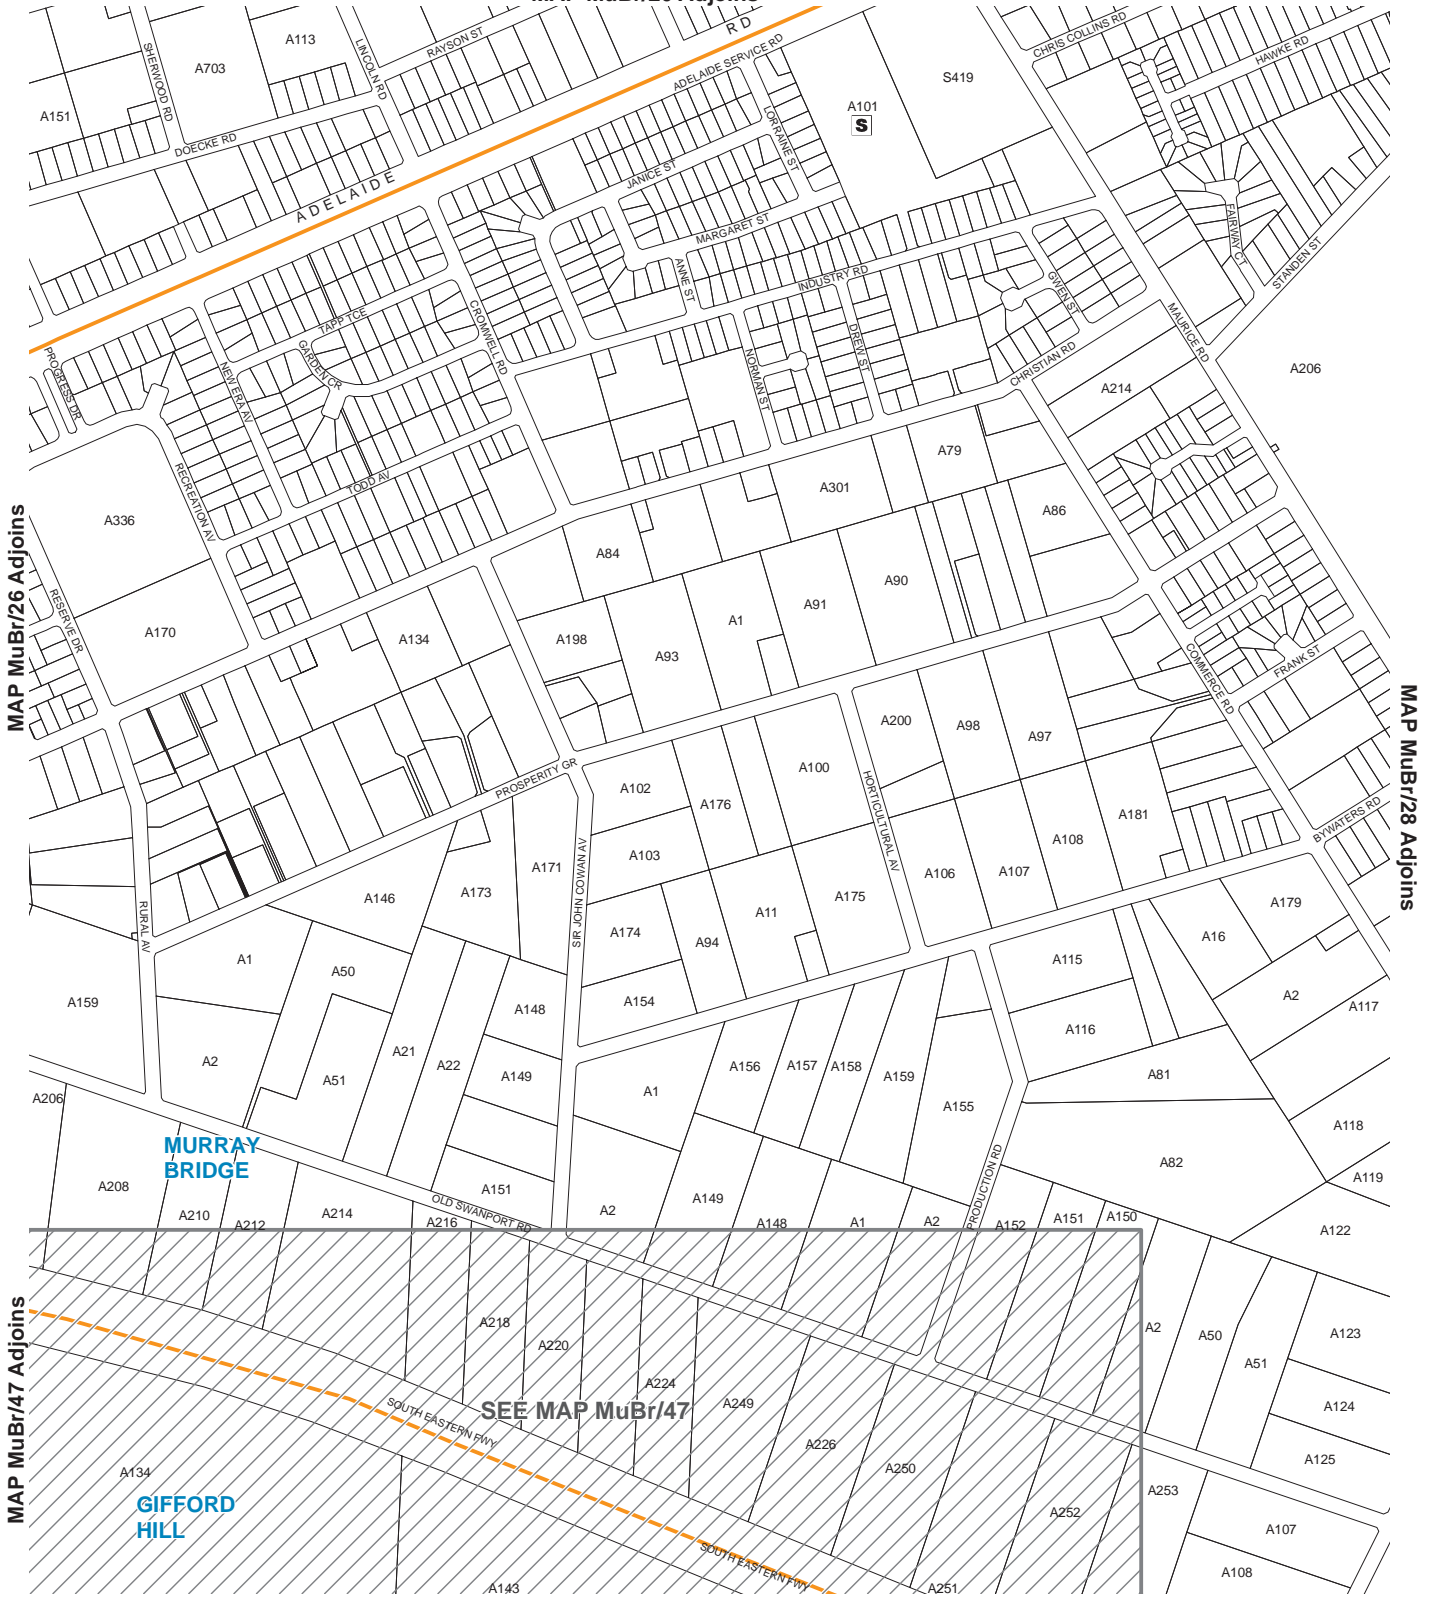 R D
CHRIS COLLINS RD
A113
RAYSON ST
LINCOLN RD
SHERWOOD RD
HAWKE RD
A703
ADELAIDE SERVICE RD
S419
A151
A101
S
LORRAINE ST
DOECKE RD
JANICE ST
ADELAIDE
MARGARET ST
FAIRWAY CT
STANDEN ST
ANNE ST
INDUSTRY RD
GWEN ST
TAPP TCE
CROMWELL RD
MAURICE RD
DREW ST
PROGRESS DR
GARDEN CR
NEW ERA AV
NORMAN ST
CHRISTIAN RD
A206
A214
A79
TODD AV
A301
RECREATION AV
A336
A86
MAP MuBr/26 Adjoins
A84
A90
RESERVE DR
A91
A1
A170
A134
A198
A93
COMMERCE RD
FRANK ST
A200
A98
A97
MAP MuBr/28 Adjoins
PROSPERITY GR
A100
A102
A176
HORTICULTURAL AV
A181
BYWATERS RD
A108
A103
A171
SIR JOHN COWAN AV
A106
A107
A146
A173
A175
A11
RURAL AV
A174
A94
A179
A16
A1
A50
A115
A159
A154
A148
A2
A117
A116
A2
A21
A22
A51
A149
A1
A156
A157
A158
A159
A155
A81
A206
A118
MURRAY
BRIDGE
PRODUCTION RD
A82
A119
A208
A151
OLD SWANPORT RD
A149
A210
A212
A214
A216
A2
A148
A1
A2
A152
A151
A150
A122
MAP MuBr/47 Adjoins
A218
A220
A2
A50
A51
A123
A224
A249
SOUTH EASTERN FWY
SEE MAP MuBr/47
A124
A226
A250
A125
A134
A253
GIFFORD
HILL
A252
A107
SOUTH EASTERN FWY
A108
A143
A251